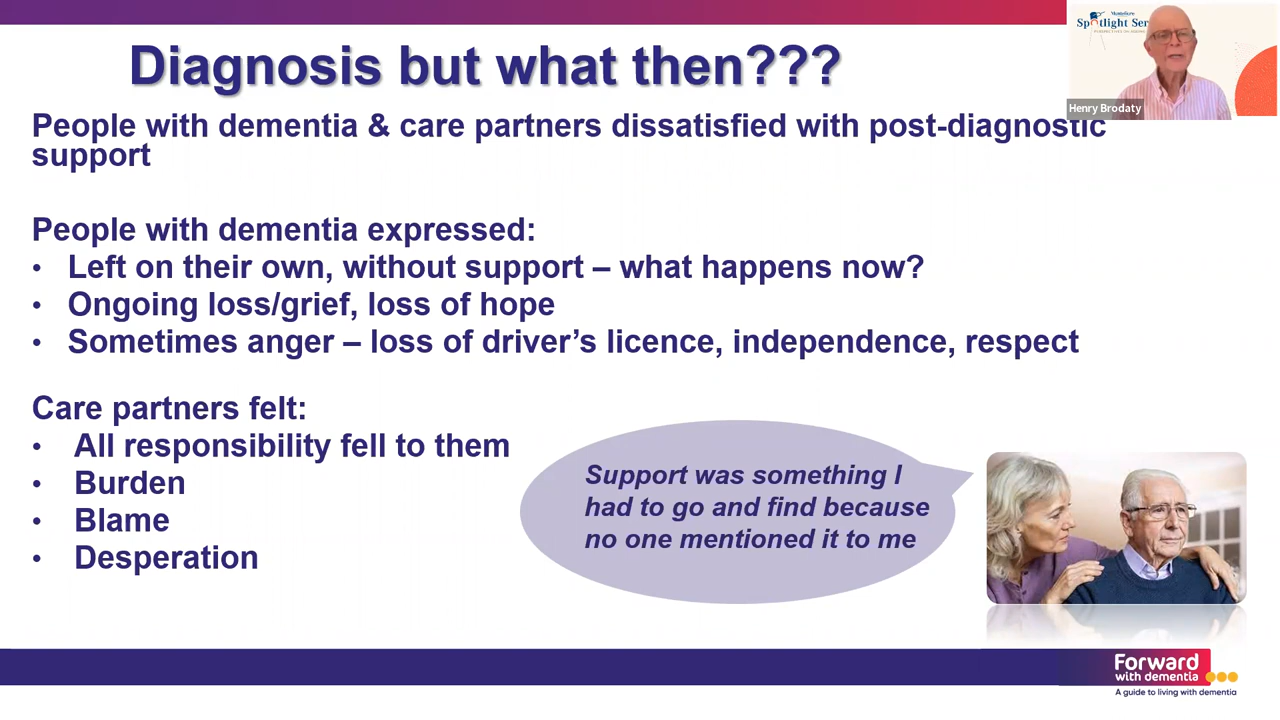 Diagnosis but what then???
Montefiore
Spotlight Ser
PERSPECTIVES ON AGEING
Henry Brodaty
People with dementia & care partners dissatisfied with post-diagnostic
support
People with dementia expressed:
• Left on their own, without support – what happens now?
• Ongoing loss/grief, loss of hope
• Sometimes anger – loss of driver’s licence, independence, respect
Care partners felt:
• All responsibility fell to them
• Burden
• Blame
• Desperation
Support was something I
had to go and find because
no one mentioned it to me
Forward
with dementia
A guide to living with dementia